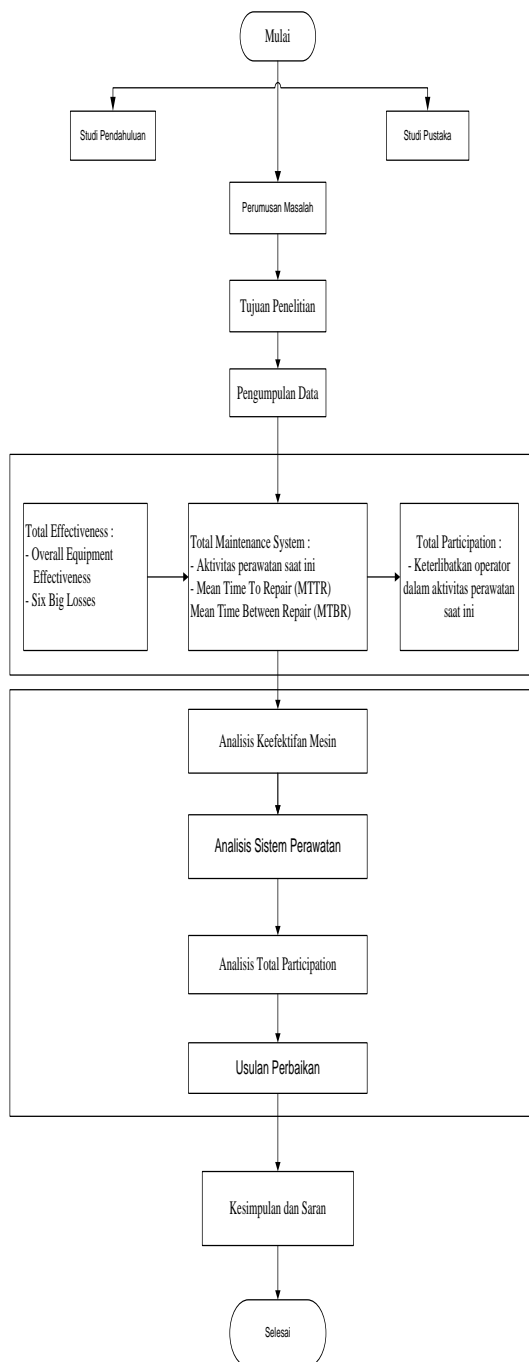 Mulai
Studi Pendahuluan
Studi Pustaka
Perumusan Masalah
Tujuan Penelitian
Pengumpulan Data
Total Effectiveness :
- Overall Equipment
Effectiveness
- Six Big Losses
Total Maintenance System :
- Aktivitas perawatan saat ini
- Mean Time To Repair (MTTR)
Mean Time Between Repair (MTBR)
Total Participation :
- Keterlibatkan operator
dalam aktivitas perawatan
saat ini
Analisis Keefektifan Mesin
Analisis Sistem Perawatan
Analisis Total Participation
Usulan Perbaikan
Kesimpulan dan Saran
Selesai